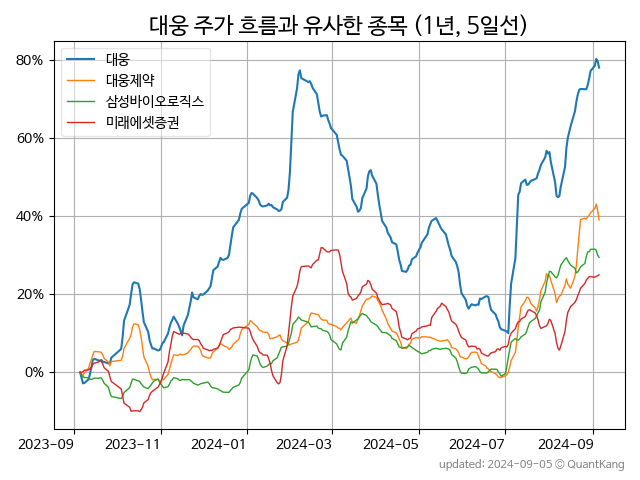 대웅 주가 흐름과 유사한 종목 (1년, 5일선)
대웅
대웅제약
삼성바이오로직스
미래에셋증권
80%
60%
40%
20%
0%
2023-09 2023-11 2024-01 2024-03 2024-05 2024-07 2024-09
updated: 2024-09-05 © QuantKang